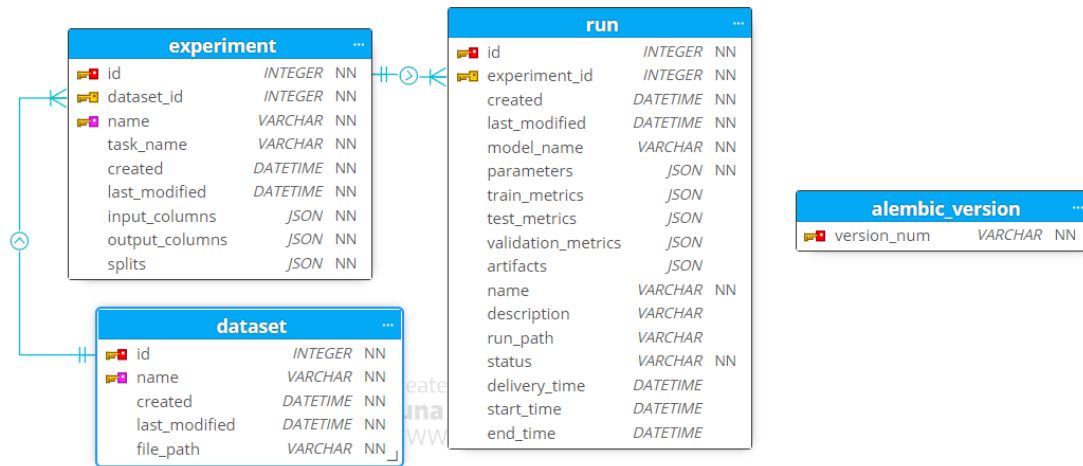 experiment ...
id INTEGER NN
dataset_id INTEGER NN
name VARCHAR NN
task_name VARCHAR NN
created DATETIME NN
last_modified DATETIME NN
input_columns JSON NN
output_columns JSON NN
splits JSON NN
run ...
id INTEGER NN
experiment_id INTEGER NN
created DATETIME NN
last_modified DATETIME NN
model_name VARCHAR NN
parameters JSON NN
train_metrics JSON
test_metrics JSON
validation_metrics JSON
artifacts JSON
name VARCHAR NN
description VARCHAR
run_path VARCHAR
status VARCHAR NN
delivery_time DATETIME
start_time DATETIME
end_time DATETIME
alembic_version ...
version_num VARCHAR NN
dataset ...
id INTEGER NN
name VARCHAR NN
created DATETIME NN
last_modified DATETIME NN
file_path VARCHAR NN